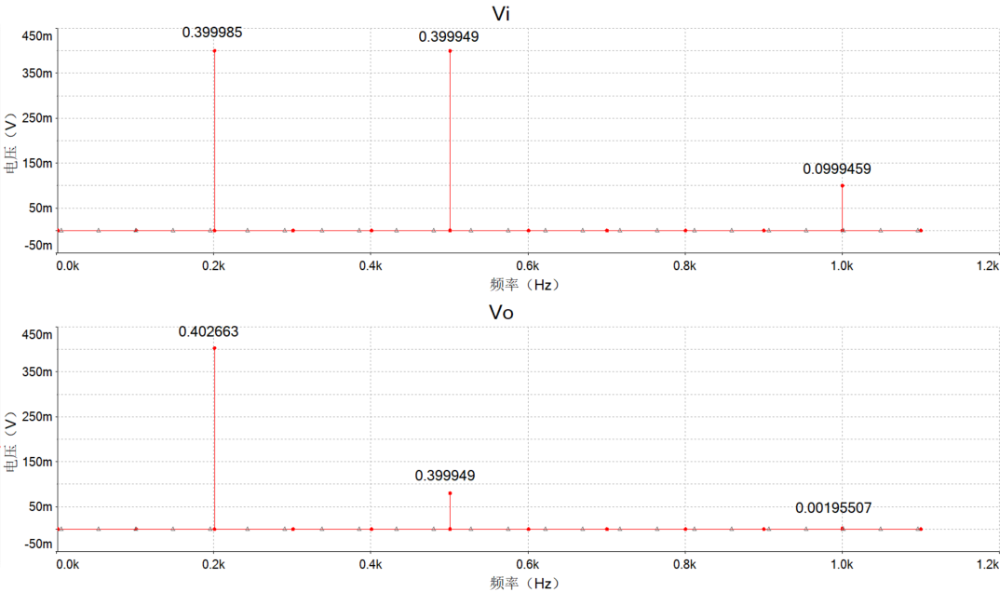 Vi
0.399985
0.399949
0.0999459
450m
350m
250m
150m
50m
-50m
电压（V）
0.0k
0.2k
0.4k
0.6k
0.8k
1.0k
1.2k
频率（Hz）
Vo
0.402663
0.399949
0.00195507
450m
350m
250m
150m
50m
-50m
电压（V）
0.0k
0.2k
0.4k
0.6k
0.8k
1.0k
1.2k
频率（Hz）